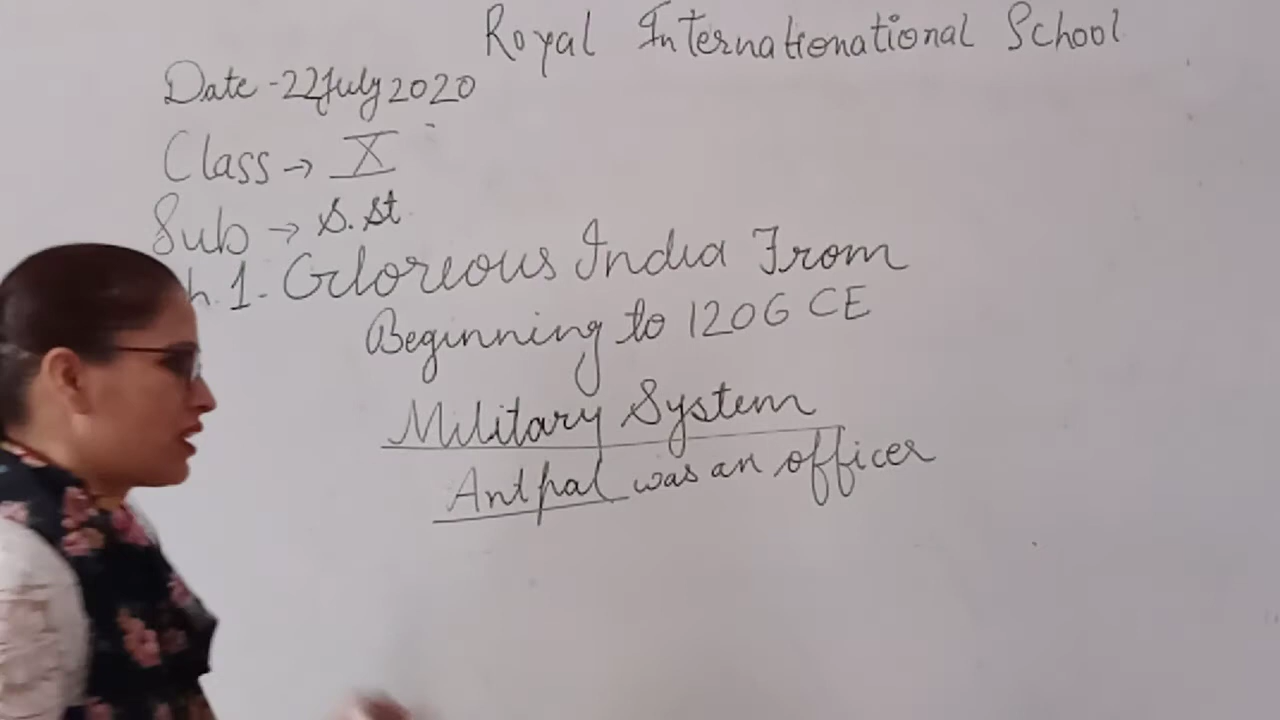 Royal Internationational School
Date - 22 July 2020
Class → X
Sub → S. St
h. 1. Gloreous India From
Beginning to 1206 CE
Military System
Antpal was an officer